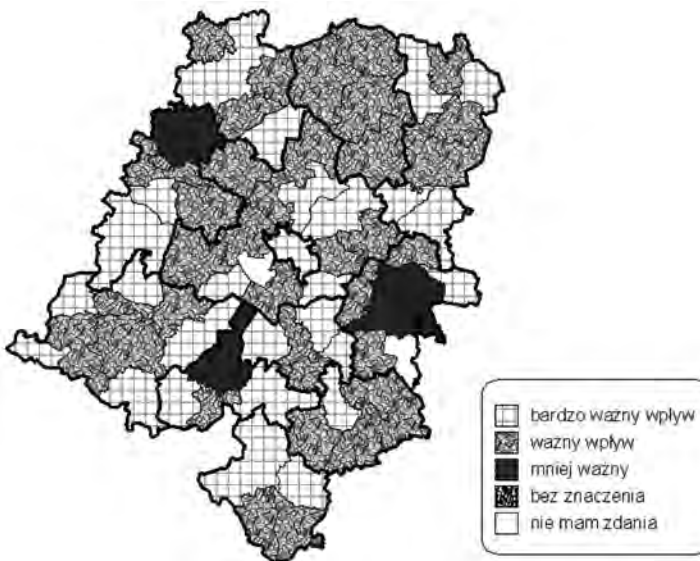 bardzo ważny wpływ
ważny wpływ
mniej ważny
bez znaczenia
nie mam zdania